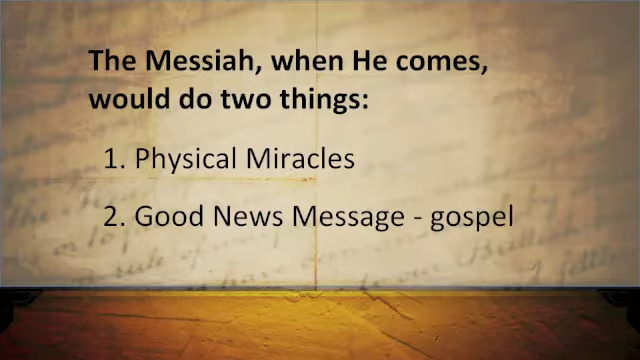 The Messiah, when He comes,
would do two things:
1. Physical Miracles
2. Good News Message - gospel